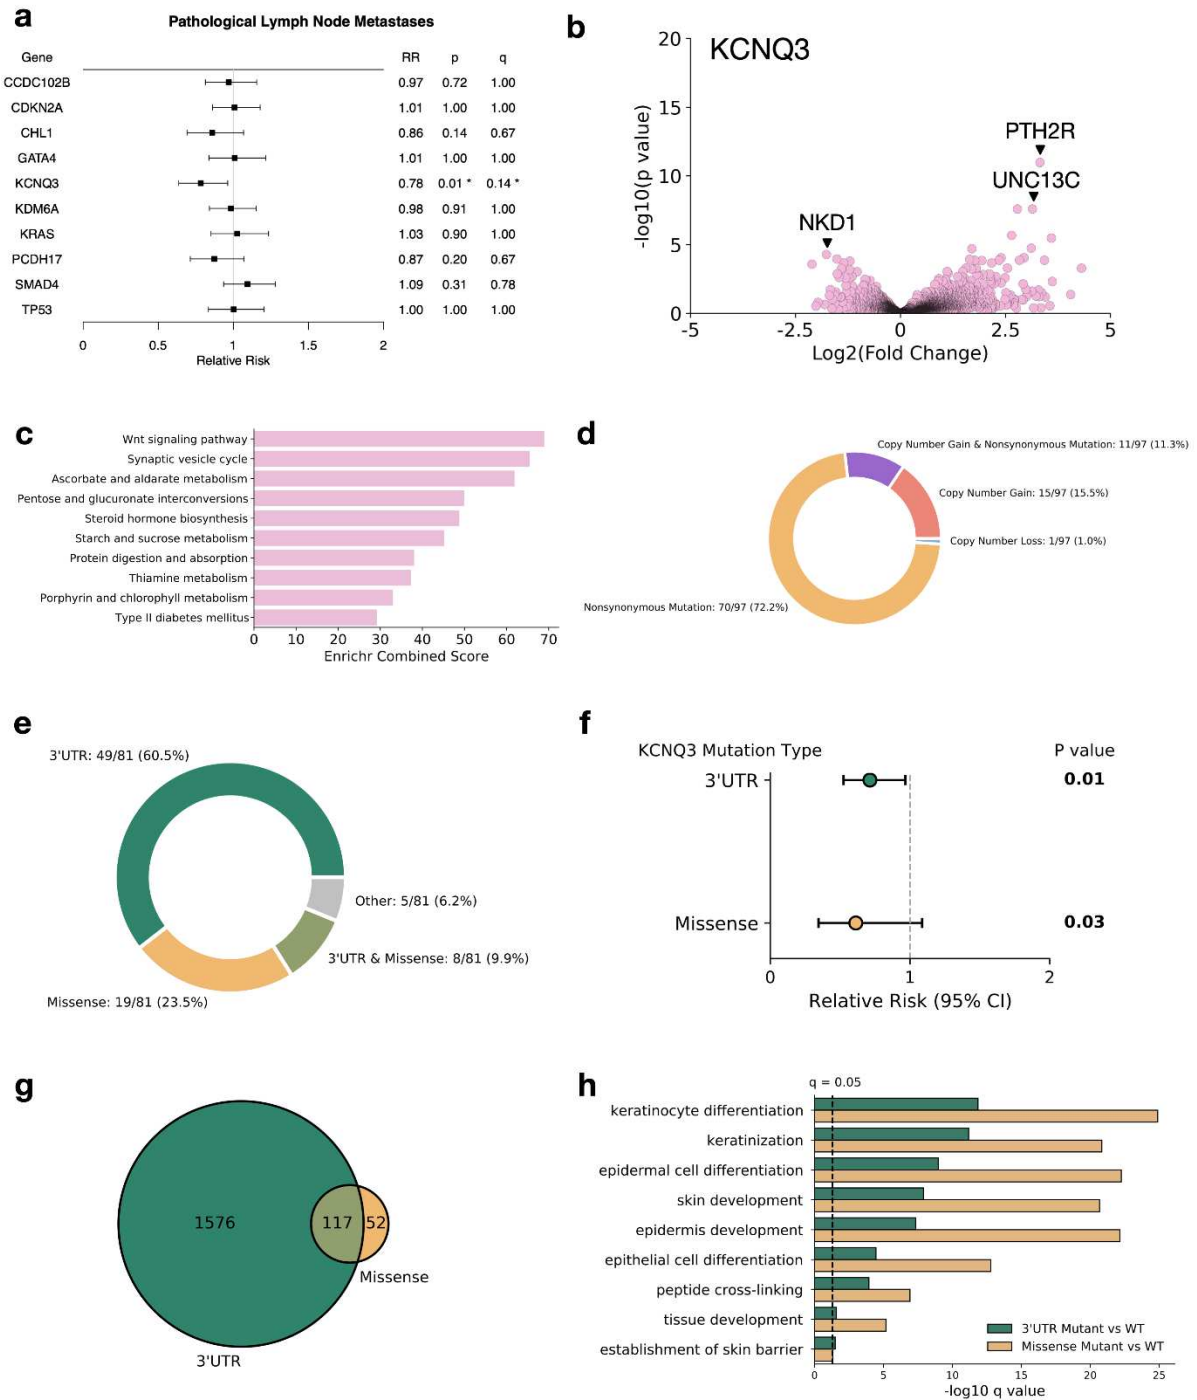 a
Pathological Lymph Node Metastases
Gene RR p q
CCDC102B 0.97 0.72 1.00
CDKN2A 1.01 1.00 1.00
CHL1 0.86 0.14 0.67
GATA4 1.01 1.00 1.00
KCNQ3 0.78 0.01 * 0.14 *
KDM6A 0.98 0.91 1.00
KRAS 1.03 0.90 1.00
PCDH17 0.87 0.20 0.67
SMAD4 1.09 0.31 0.78
TP53 1.00 1.00 1.00
0 0.5 1 1.5 2
Relative Risk
b
KCNQ3
PTH2R
UNC13C
NKD1
20
15
10
5
0
-log10(p value)
-5 -2.5 0 2.5 5
Log2(Fold Change)
c
Wnt signaling pathway
Synaptic vesicle cycle
Ascorbate and aldarate metabolism
Pentose and glucuronate interconversions
Steroid hormone biosynthesis
Starch and sucrose metabolism
Protein digestion and absorption
Thiamine metabolism
Porphyrin and chlorophyll metabolism
Type II diabetes mellitus
0 10 20 30 40 50 60 70
Enrichr Combined Score
d
Copy Number Gain & Nonsynonymous Mutation: 11/97 (11.3%)
Copy Number Gain: 15/97 (15.5%)
Copy Number Loss: 1/97 (1.0%)
Nonsynonymous Mutation: 70/97 (72.2%)
e
3'UTR: 49/81 (60.5%)
Other: 5/81 (6.2%)
3'UTR & Missense: 8/81 (9.9%)
Missense: 19/81 (23.5%)
f
KCNQ3 Mutation Type P value
3'UTR 0.01
Missense 0.03
0 1 2
Relative Risk (95% CI)
g
1576 117 52
Missense
3'UTR
h
q = 0.05
keratinocyte differentiation
keratinization
epidermal cell differentiation
skin development
epidermis development
epithelial cell differentiation
peptide cross-linking
tissue development
establishment of skin barrier
3'UTR Mutant vs WT
Missense Mutant vs WT
0 5 10 15 20 25
-log10 q value